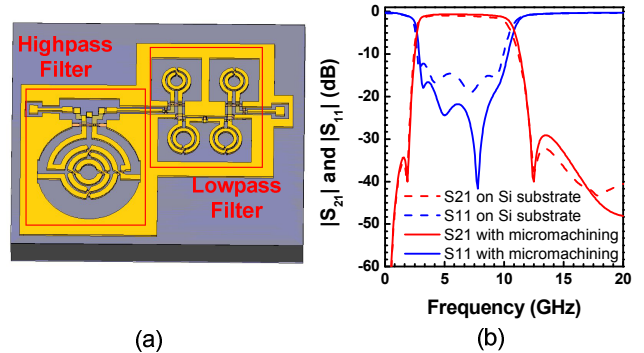 Highpass
Filter
Lowpass
Filter
(a)
|S21| and |S11| (dB)
0
-10
-20
-30
-40
-50
-60
S21 on Si substrate
S11 on Si substrate
S21 with micromachining
S11 with micromachining
0
5
10
15
20
Frequency (GHz)
(b)